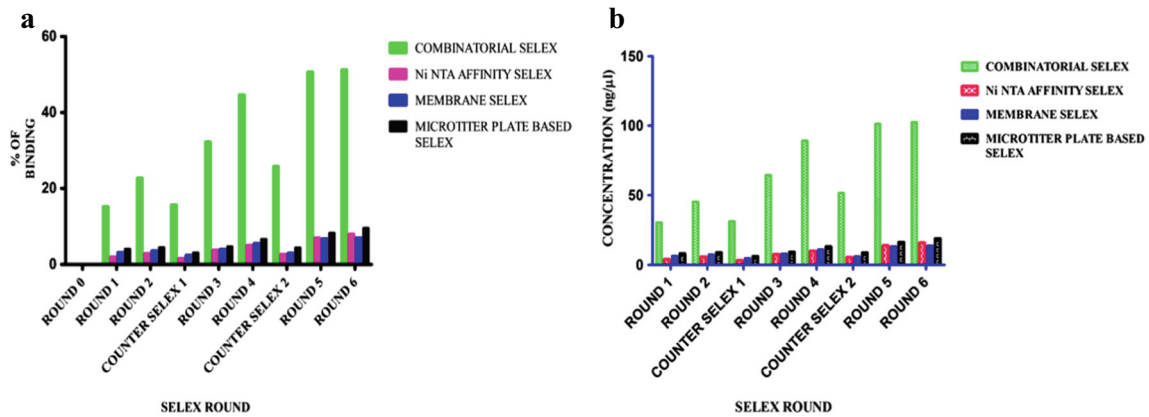 a
60
40
20
0
% OF
BINDING
COMBINATORIAL SELEX
Ni NTA AFFINITY SELEX
MEMBRANE SELEX
MICROTITER PLATE BASED
SELEX
ROUND 0
ROUND 1
ROUND 2
COUNTER SELEX 1
ROUND 3
ROUND 4
COUNTER SELEX 2
ROUND 5
ROUND 6
SELEX ROUND
b
150
100
50
0
CONCENTRATION (ng/µl)
COMBINATORIAL SELEX
Ni NTA AFFINITY SELEX
MEMBRANE SELEX
MICROTITER PLATE BASED
SELEX
ROUND 1
ROUND 2
COUNTER SELEX 1
ROUND 3
ROUND 4
COUNTER SELEX 2
ROUND 5
ROUND 6
SELEX ROUND